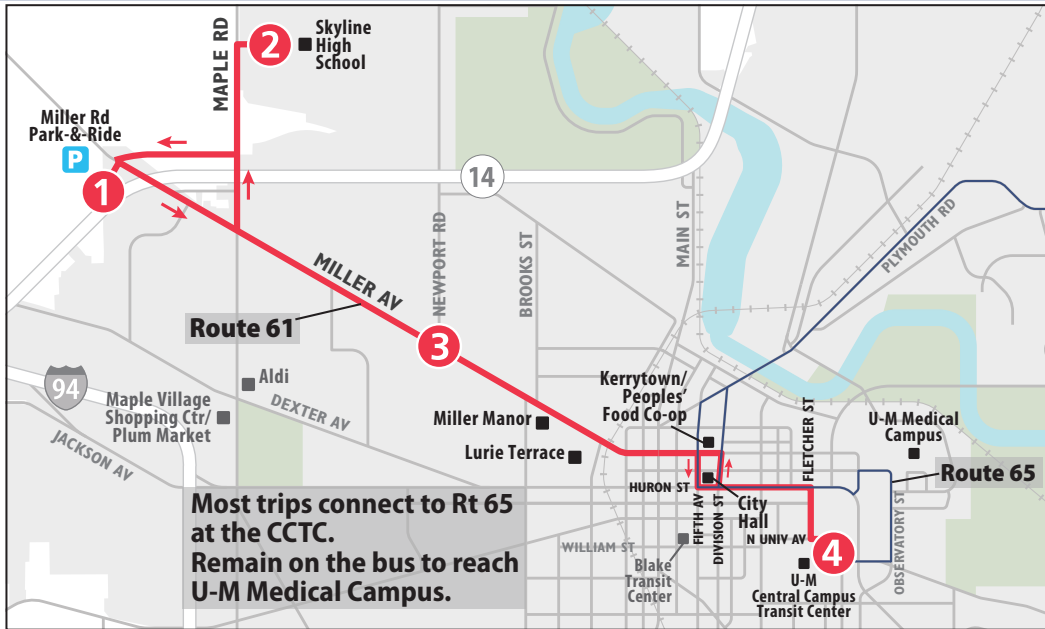 MAPLE RD
2
Skyline
High
School
Miller Rd
Park-&-Ride
P
1
14
MAIN ST
PLYMOUTH RD
NEWPORT RD
BROOKS ST
MILLER AV
Route 61
3
94
Aldi
Maple Village
Shopping Ctr/
Plum Market
DEXTER AV
JACKSON AV
Kerrytown/
Peoples'
Food Co-op
Miller Manor
Lurie Terrace
FLETCHER ST
U-M Medical
Campus
Route 65
HURON ST
FIFTH AV
DIVISION ST
City
Hall
N UNIV AV
4
OBSERVATORY ST
WILLIAM ST
Blake
Transit
Center
U-M
Central Campus
Transit Center
Most trips connect to Rt 65
at the CCTC.
Remain on the bus to reach
U-M Medical Campus.